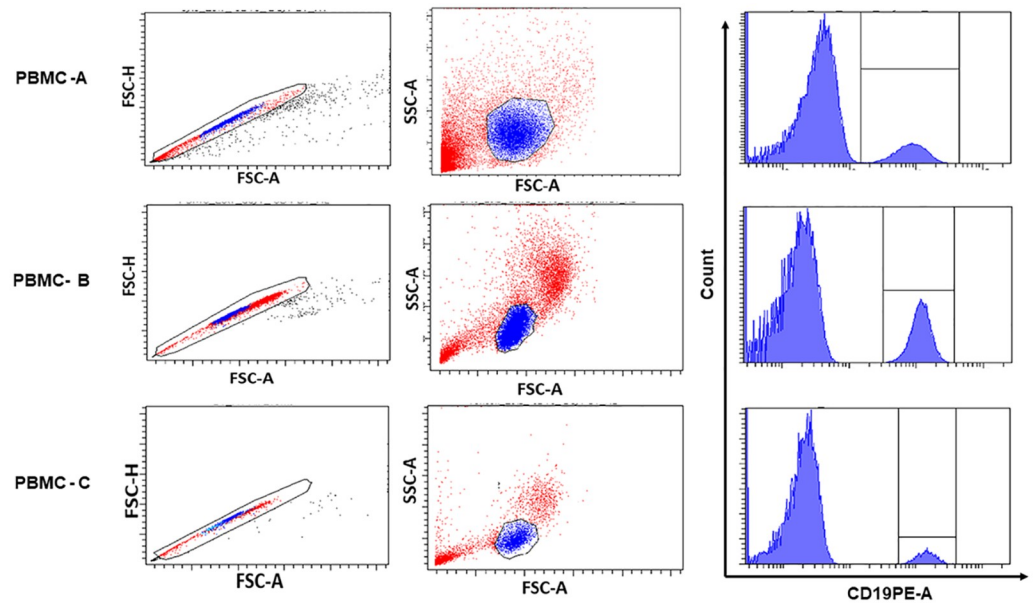 PBMC -A
FSC-H
FSC-A
SSC-A
FSC-A
PBMC- B
FSC-H
FSC-A
SSC-A
FSC-A
PBMC - C
FSC-H
FSC-A
SSC-A
FSC-A
Count
CD19PE-A